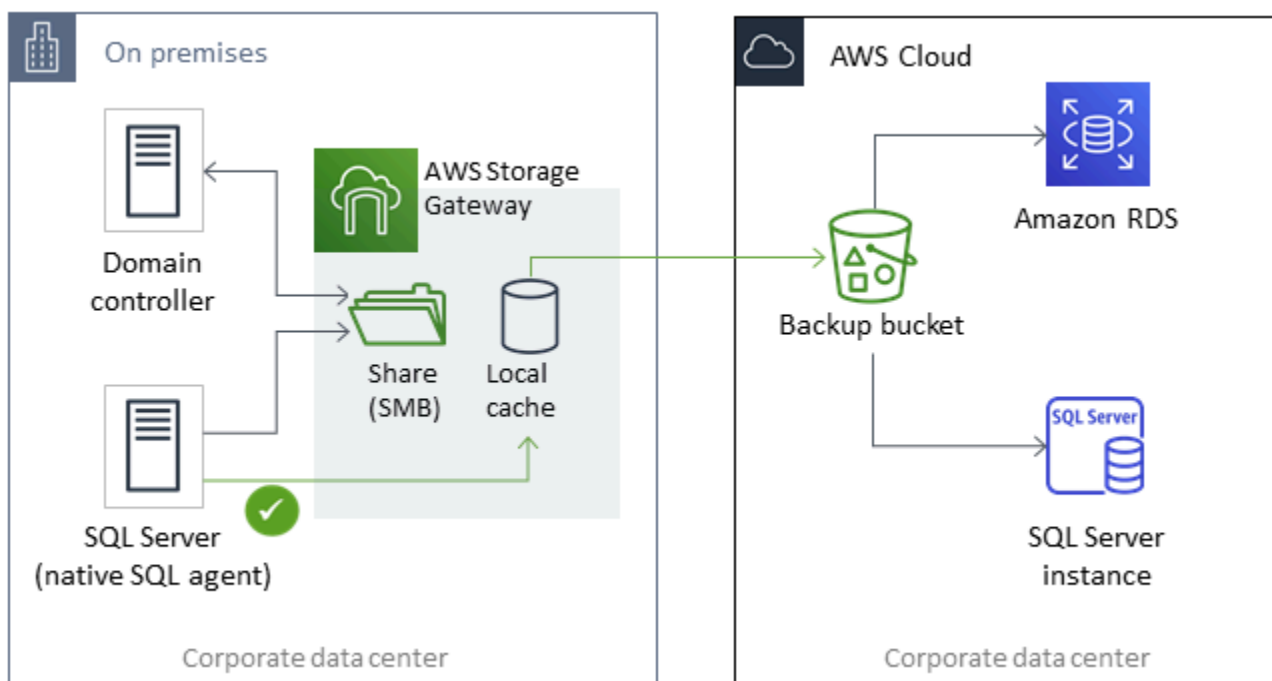 On premises
AWS Cloud
AWS Storage
Gateway
Domain
controller
Share
(SMB)
Local
cache
SQL Server
(native SQL agent)
Corporate data center
Amazon RDS
Backup bucket
SQL Server
SQL Server
instance
Corporate data center